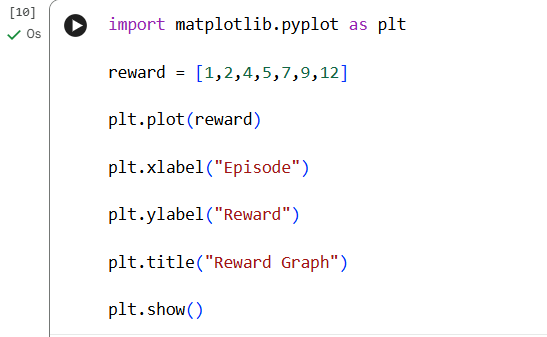 [10]
0s
import matplotlib.pyplot as plt
reward = [1,2,4,5,7,9,12]
plt.plot(reward)
plt.xlabel("Episode")
plt.ylabel("Reward")
plt.title("Reward Graph")
plt.show()